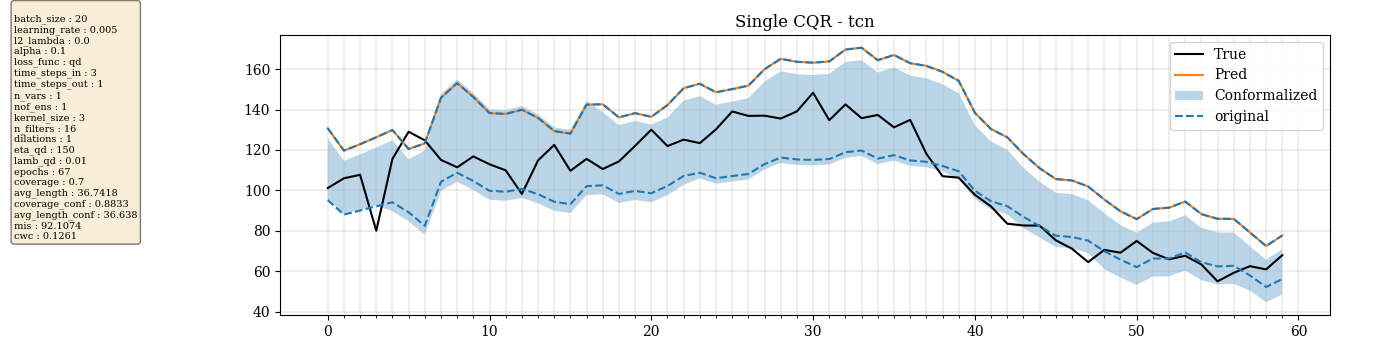 batch_size : 20
learning_rate : 0.005
l2_lambda : 0.0
alpha : 0.1
loss_func : qd
time_steps_in : 3
time_steps_out : 1
n_vars : 1
nof_ens : 1
kernel_size : 3
n_filters : 16
dilations : 1
eta_qd : 150
lamb_qd : 0.01
epochs : 67
coverage : 0.7
avg_length : 36.7418
coverage_conf : 0.8833
avg_length_conf : 36.638
mis : 92.1074
cwc : 0.1261
Single CQR - tcn
160
140
120
100
80
60
40
0 10 20 30 40 50 60
True
Pred
Conformalized
original